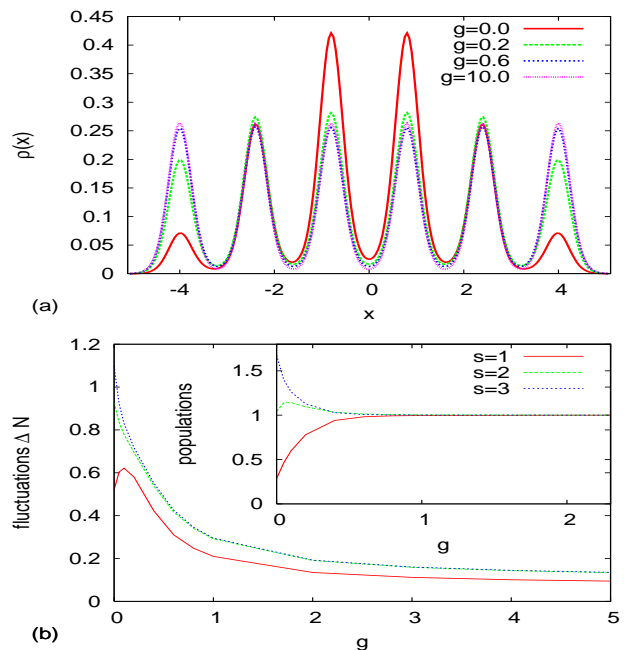 0.45
0.4
0.35
0.3
0.25
0.2
0.15
0.1
0.05
0
ρ(x)
g=0.0
g=0.2
g=0.6
g=10.0
-4 -2 0 2 4
x
(a)
1.2
1
0.8
0.6
0.4
0.2
0
fluctuations Δ N
0 1 2 3 4 5
g
(b)
1.5
1
0.5
0
populations
s=1
s=2
s=3
0 1 2
g